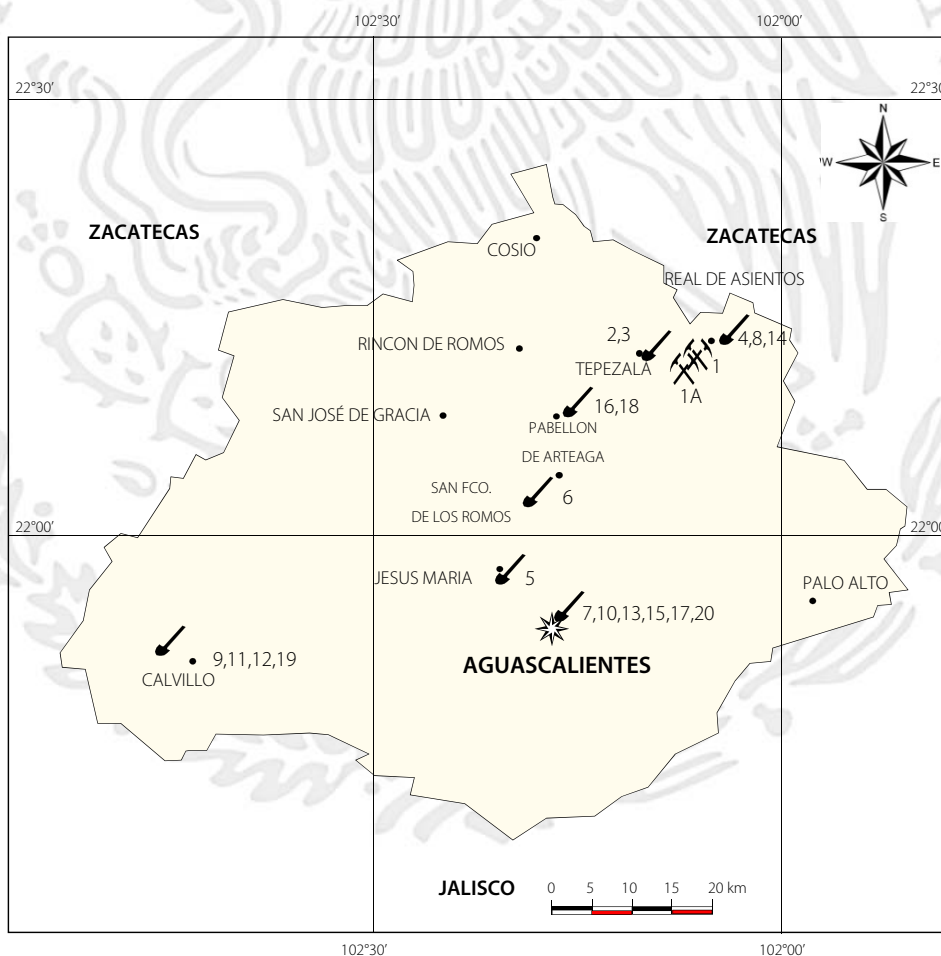 102°30' 102°00'
22°30' 22°30'
N
W E
S
ZACATECAS ZACATECAS
COSIO
REAL DE ASIENTOS
RINCON DE ROMOS 2,3 4,8,14
TEPEZALA 1
1A
SAN JOSÉ DE GRACIA 16,18
PABELLON
DE ARTEAGA
SAN FCO. 6
DE LOS ROMOS
22°00' 22°00'
JESUS MARIA 5 PALO ALTO
7,10,13,15,17,20
9,11,12,19 AGUASCALIENTES
CALVILLO
JALISCO 0 5 10 15 20 km
102°30' 102°00'